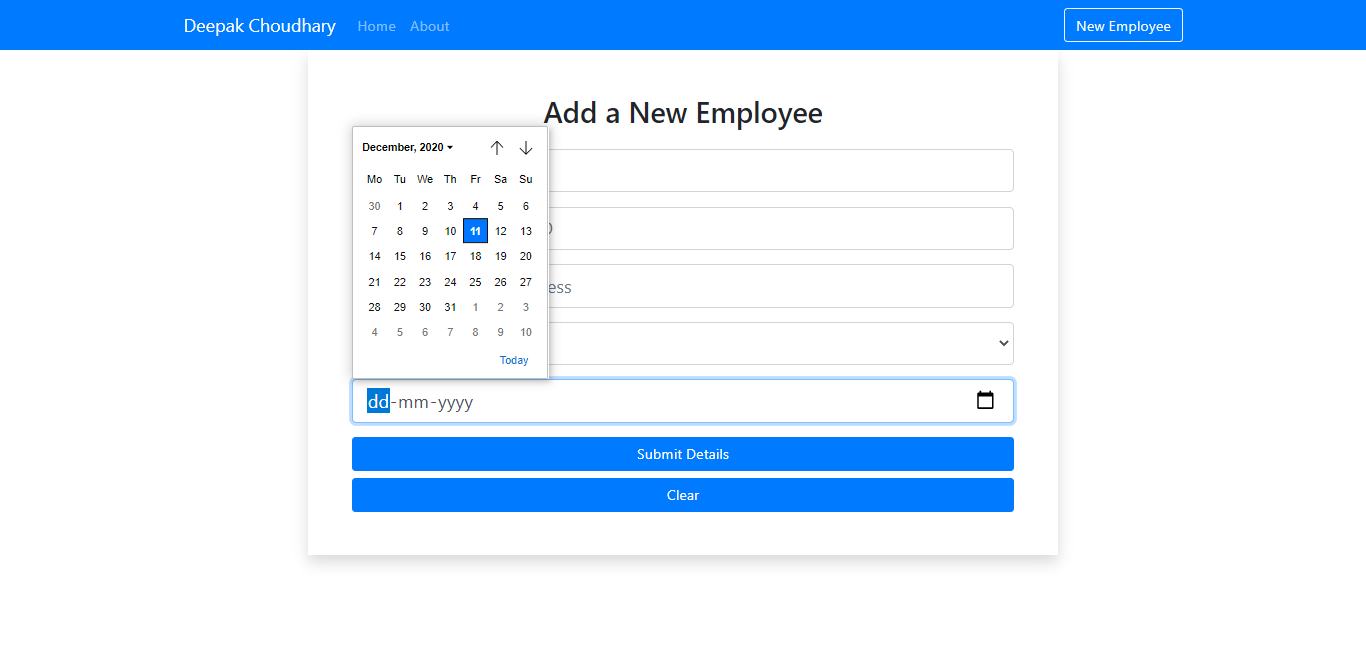 Deepak Choudhary Home About New Employee
Add a New Employee
December, 2020
Mo Tu We Th Fr Sa Su
30 1 2 3 4 5 6
7 8 9 10 11 12 13
14 15 16 17 18 19 20
21 22 23 24 25 26 27
28 29 30 31 1 2 3
4 5 6 7 8 9 10
Today
ess
dd-mm-yyyy
Submit Details
Clear